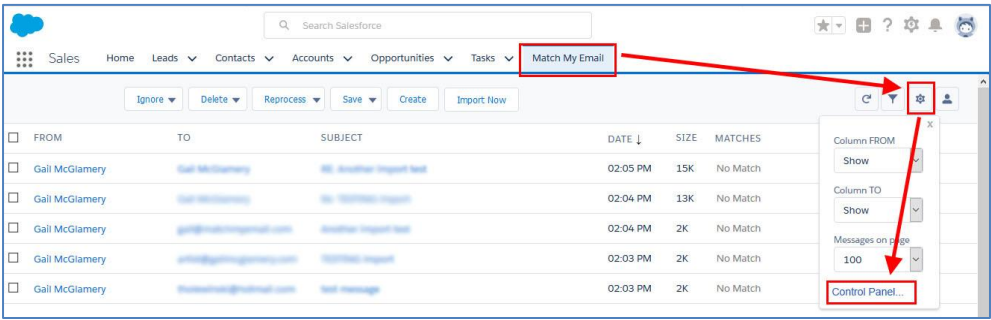 Search Salesforce
Sales Home Leads Contacts Accounts Opportunities Tasks Match My Email
Ignore Delete Reprocess Save Create Import Now
x
FROM TO SUBJECT DATE ↓ SIZE MATCHES
Column FROM
Show
Gail McGlamery 02:05 PM 15K No Match
Column TO
Gail McGlamery 02:04 PM 13K No Match
Show
Gail McGlamery 02:04 PM 2K No Match
Messages on page
Gail McGlamery 02:03 PM 2K No Match
100
Gail McGlamery 02:03 PM 2K No Match
Control Panel...